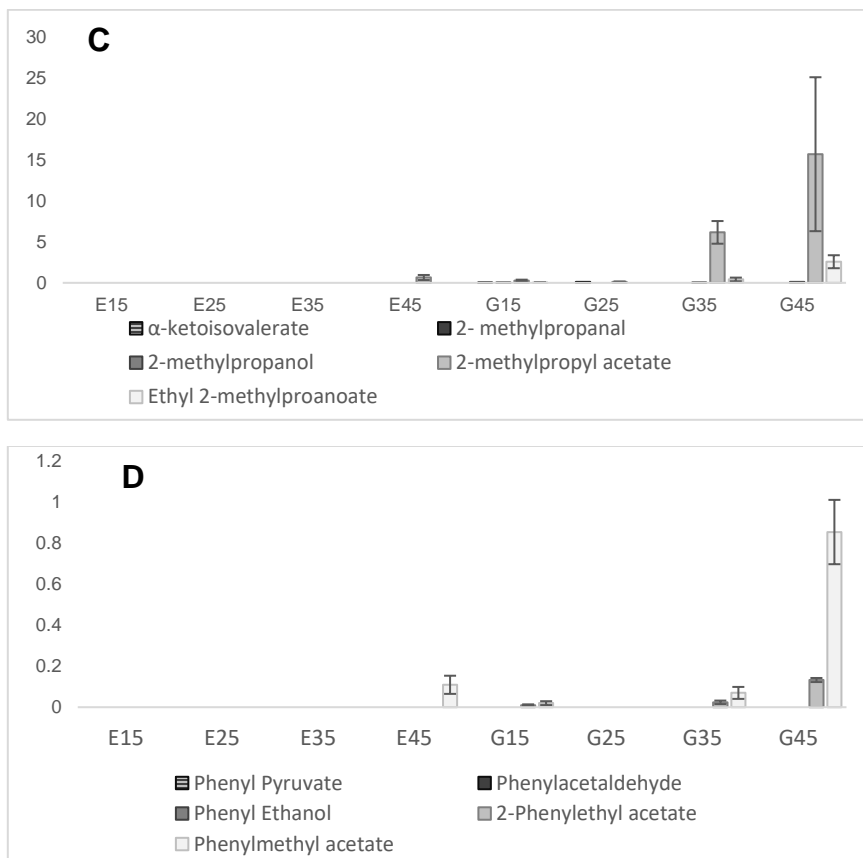 C
30
25
20
15
10
5
0
E15 E25 E35 E45 G15 G25 G35 G45
α-ketoisovalerate 2- methylpropanal
2-methylpropanol 2-methylpropyl acetate
Ethyl 2-methylproanoate
D
1.2
1
0.8
0.6
0.4
0.2
0
E15 E25 E35 E45 G15 G25 G35 G45
Phenyl Pyruvate Phenylacetaldehyde
Phenyl Ethanol 2-Phenylethyl acetate
Phenylmethyl acetate